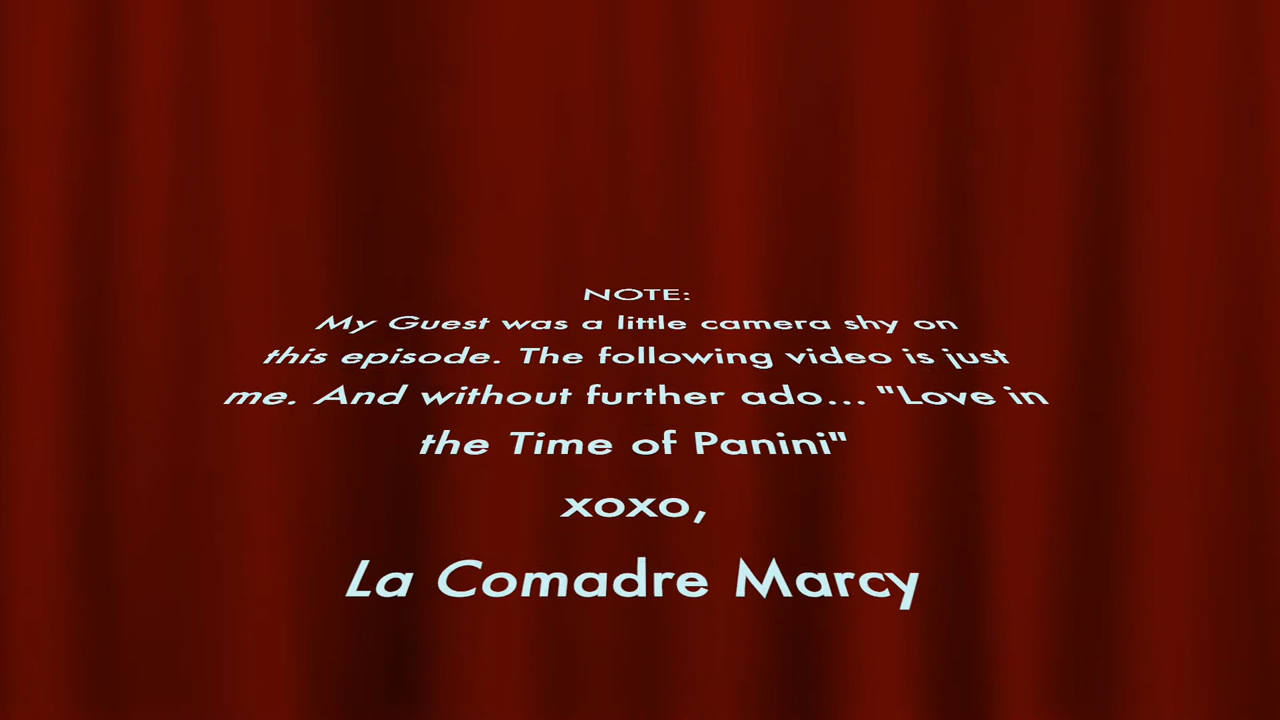 NOTE:
My Guest was a little camera shy on
this episode. The following video is just
me. And without further ado... "Love in
the Time of Panini"
xoxo,
La Comadre Marcy